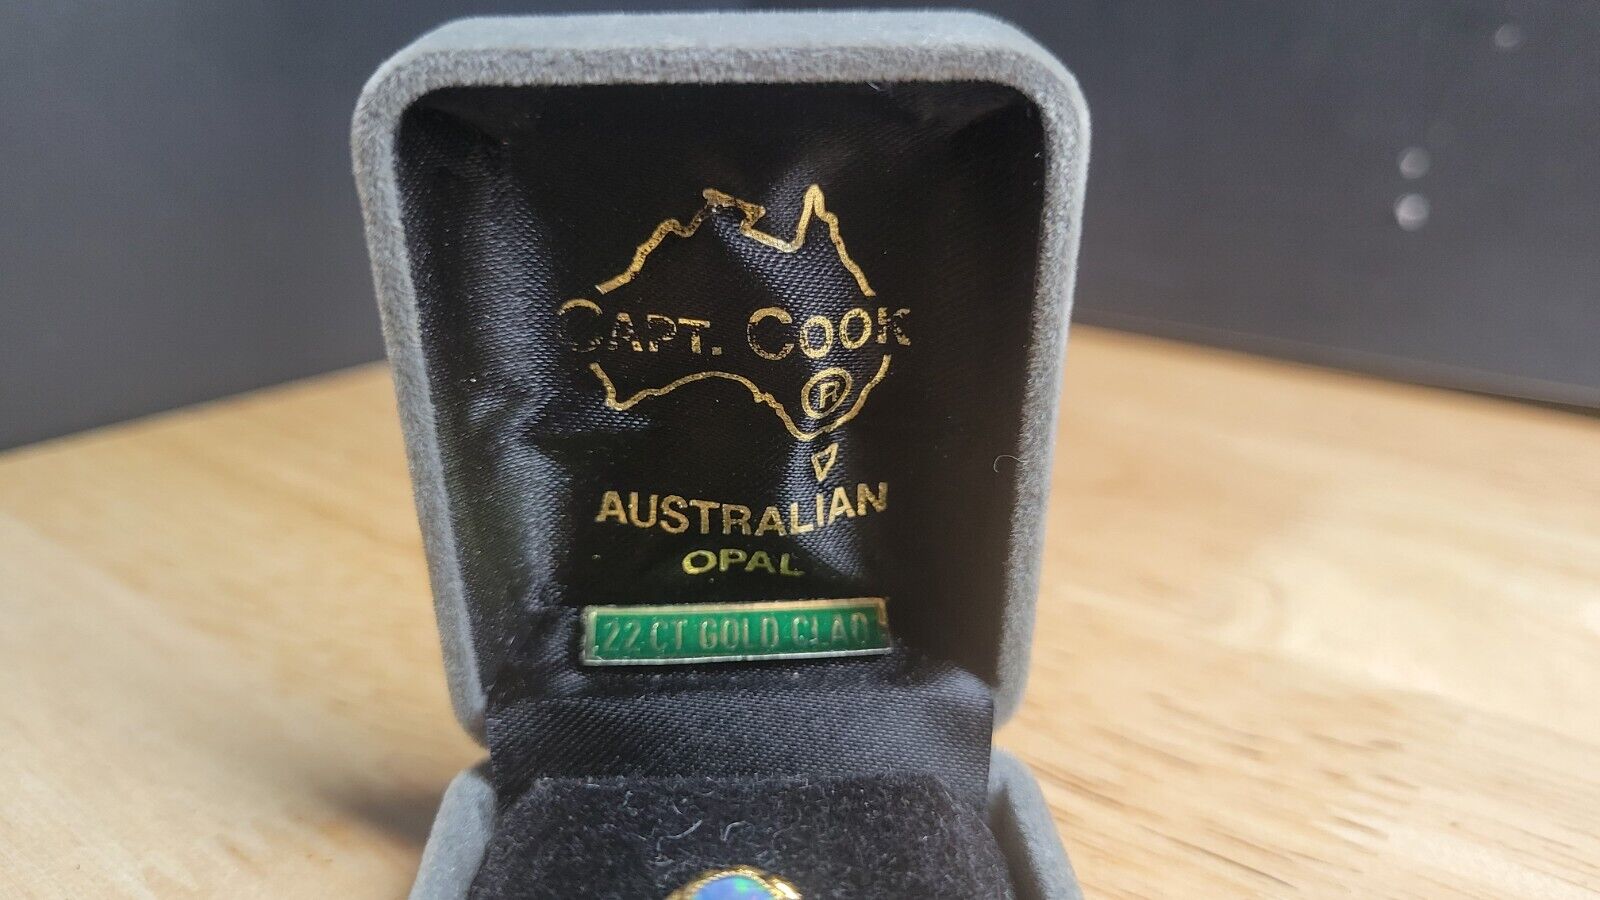 CAPT. COOK
®
AUSTRALIAN
OPAL
22 CT GOLD CLAD